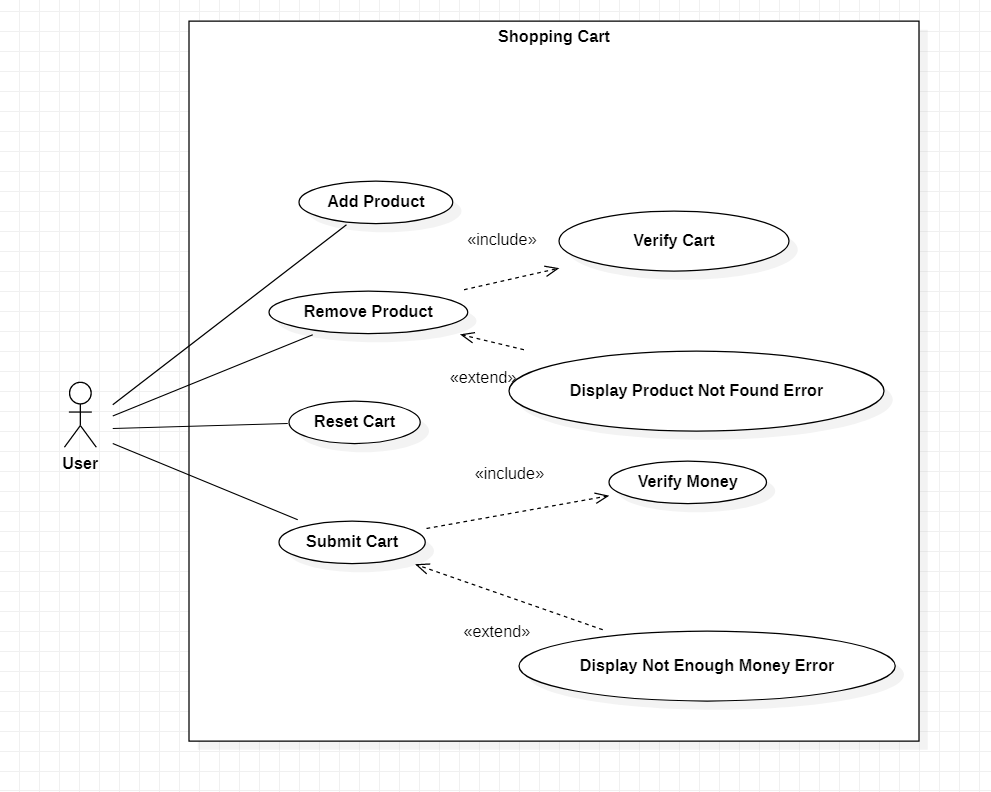 Shopping Cart
Add Product
«include»
Verify Cart
Remove Product
«extend»
Display Product Not Found Error
Reset Cart
User
«include»
Verify Money
Submit Cart
«extend»
Display Not Enough Money Error